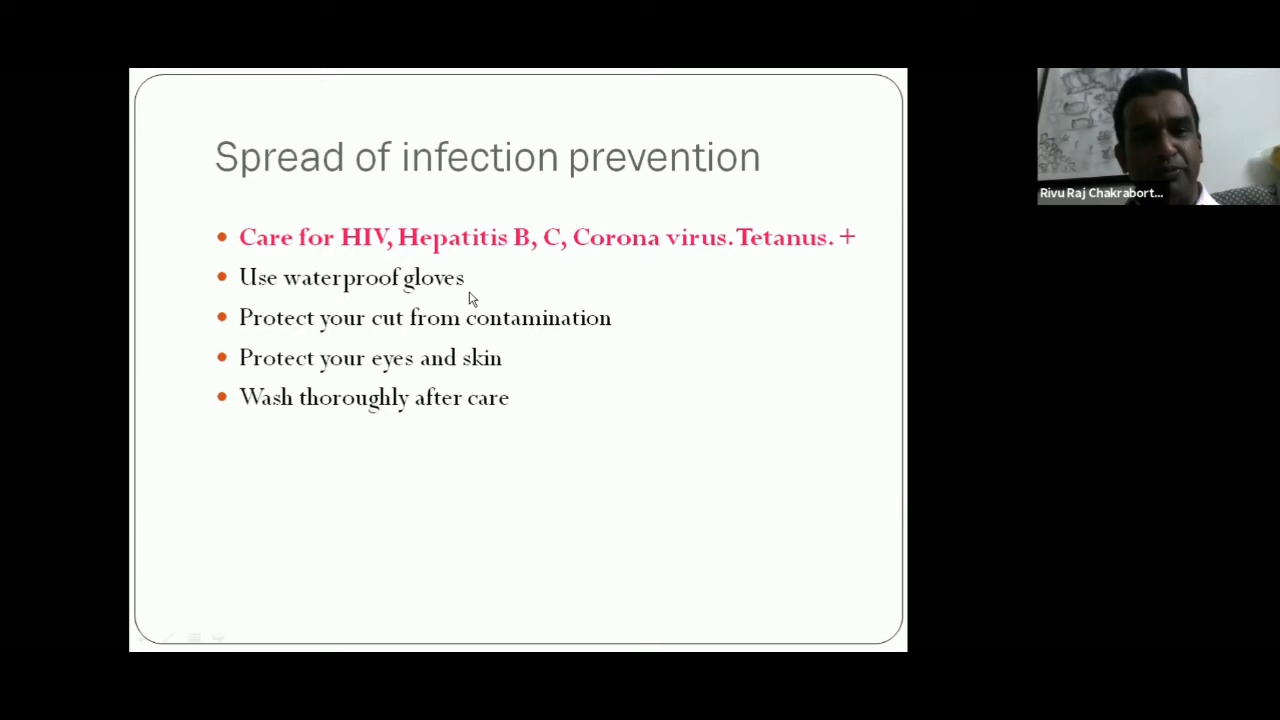 Spread of infection prevention
• Care for HIV, Hepatitis B, C, Corona virus. Tetanus. +
• Use waterproof gloves
• Protect your cut from contamination
• Protect your eyes and skin
• Wash thoroughly after care
Rivu Raj Chakrabort...